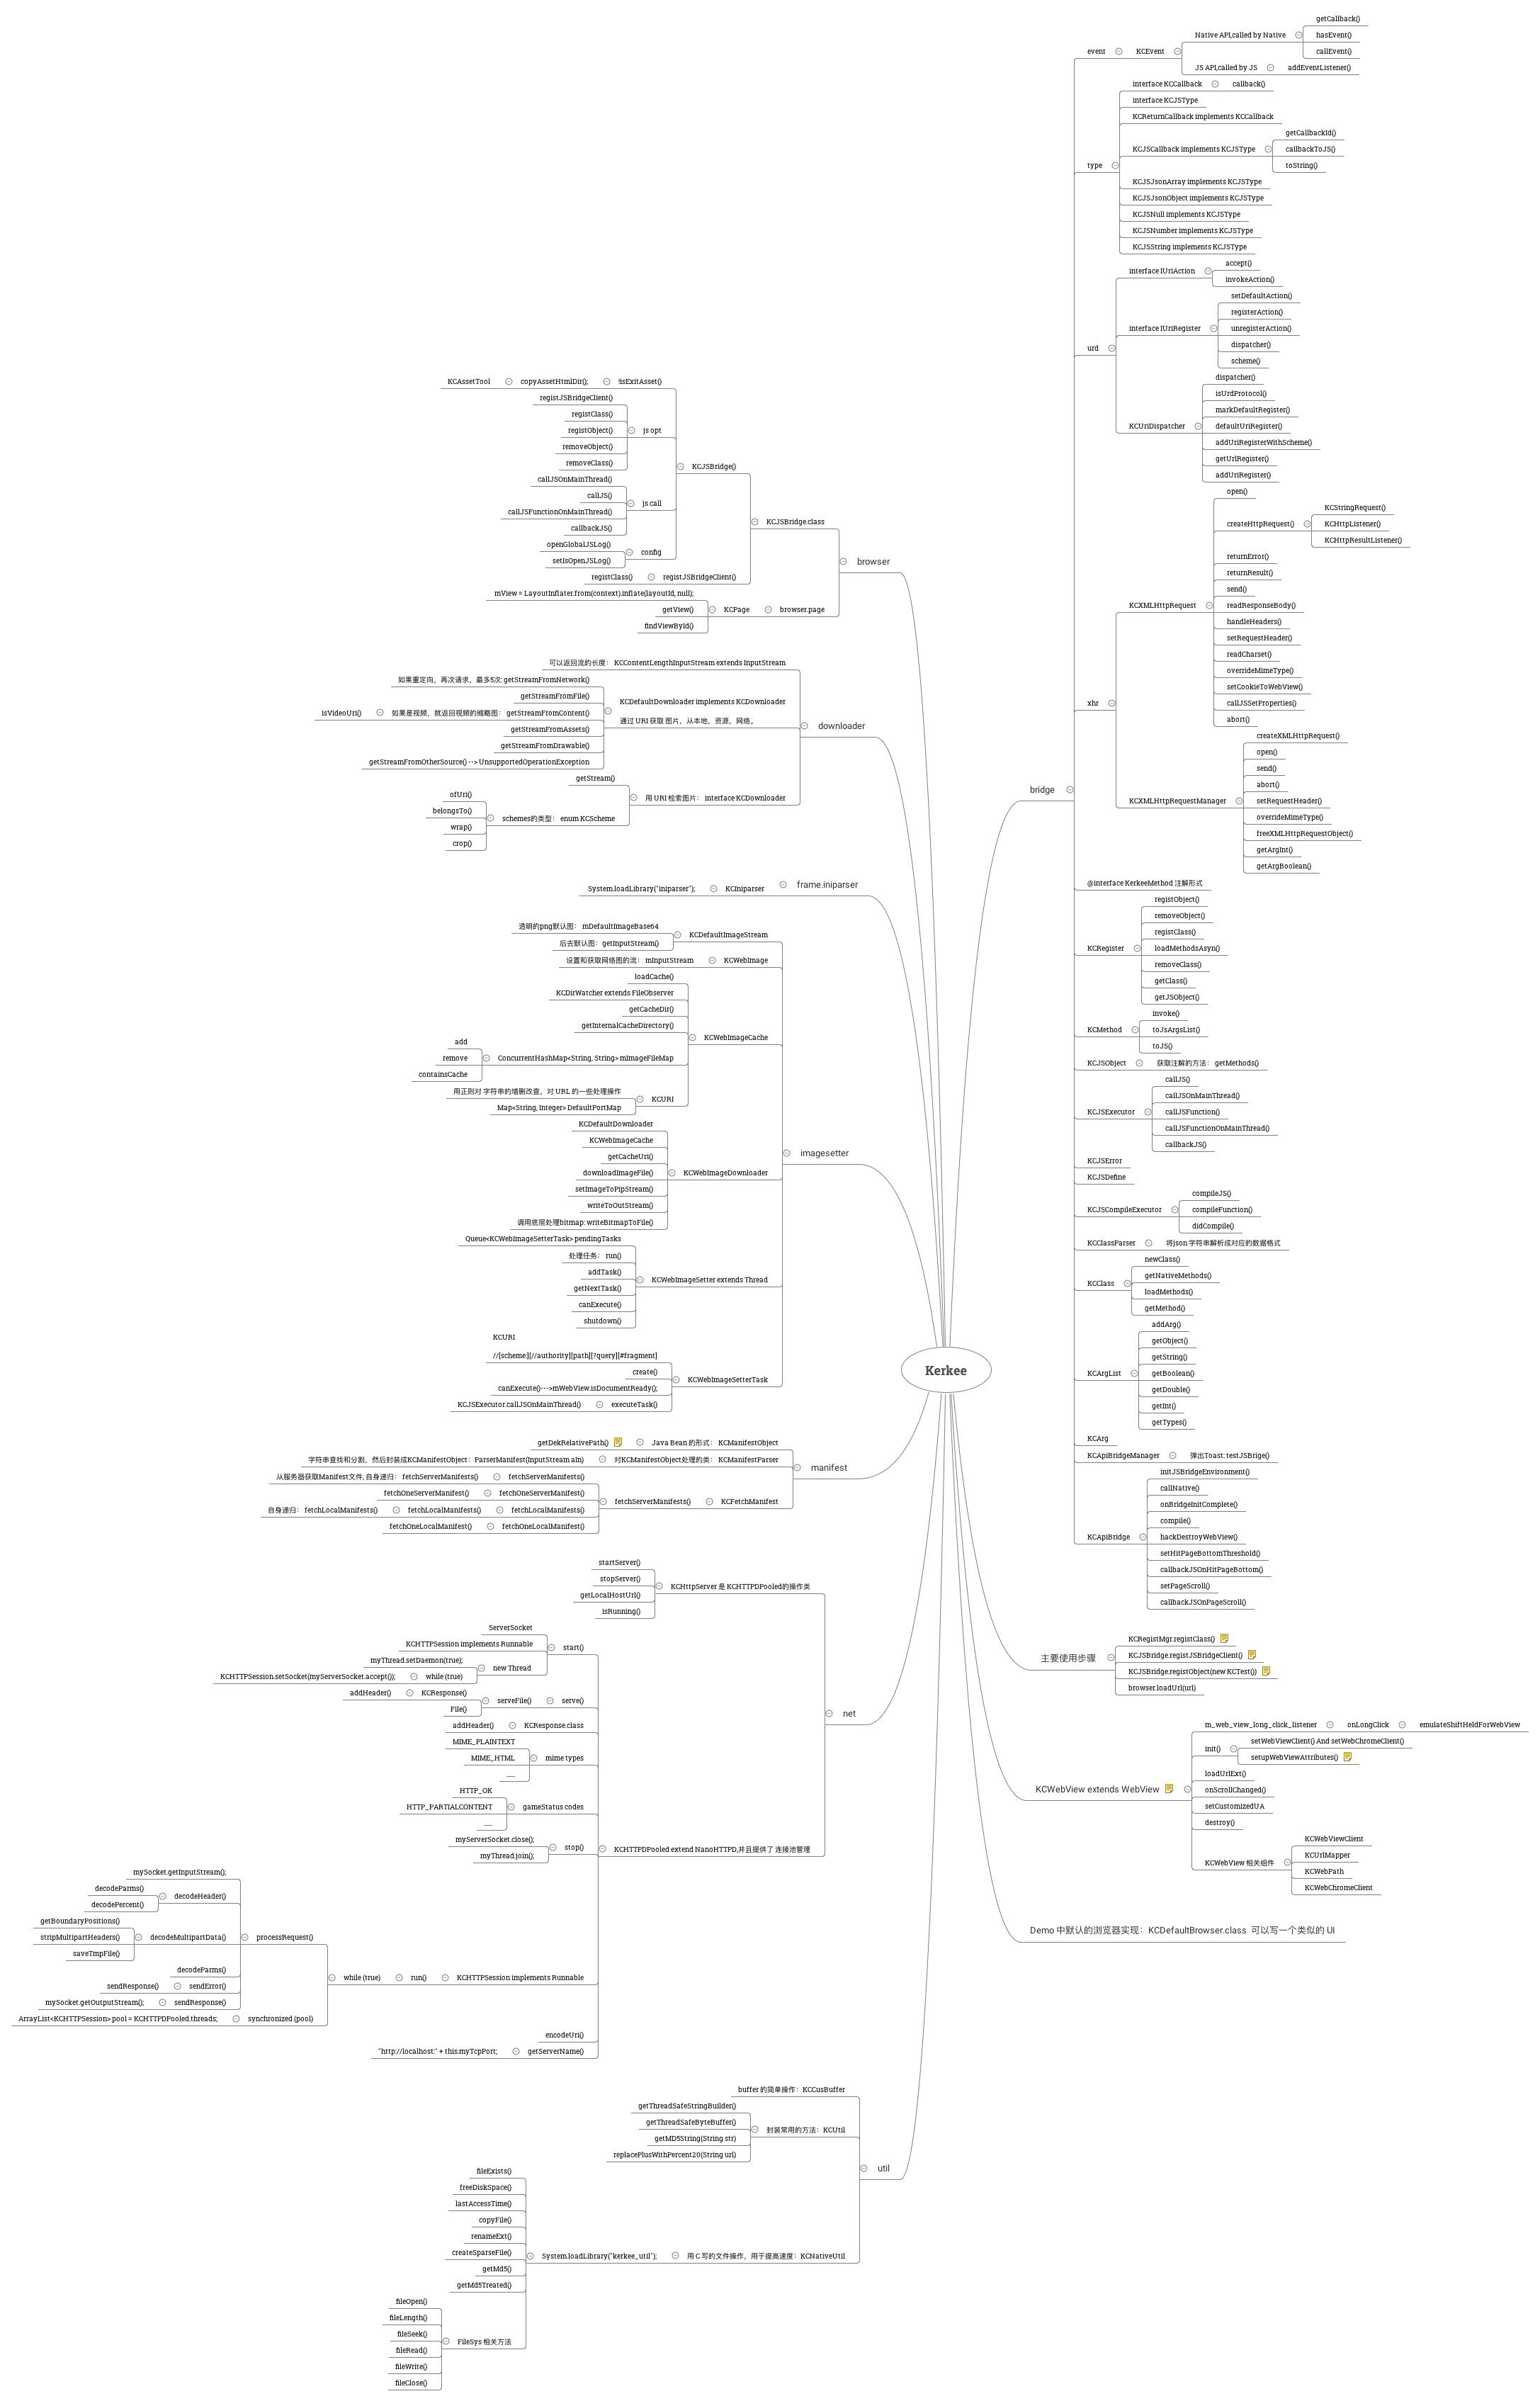 Kerkee
bridge
event
KCEvent
Native API,called by Native
getCallback()
hasEvent()
callEvent()
JS API,called by JS
addEventListener()
type
interface KCCallback
callback()
interface KCJSType
KCReturnCallback implements KCCallback
KCJSCallback implements KCJSType
getCallbackId()
callbackToJS()
toString()
KCJSJsonArray implements KCJSType
KCJSJsonObject implements KCJSType
KCJSNull implements KCJSType
KCJSNumber implements KCJSType
KCJSString implements KCJSType
urd
interface IUriAction
accept()
invokeAction()
interface IUriRegister
setDefaultAction()
registerAction()
unregisterAction()
dispatcher()
scheme()
KCUriDispatcher
dispatcher()
isUrdProtocol()
markDefaultRegister()
defaultUriRegister()
addUriRegisterWithScheme()
getUrlRegister()
addUriRegister()
xhr
KCXMLHttpRequest
open()
createHttpRequest()
KCStringRequest()
KCHttpListener()
KCHttpResultListener()
returnError()
returnResult()
send()
readResponseBody()
handleHeaders()
setRequestHeader()
readCharset()
overrideMimeType()
setCookieToWebView()
callJSSetProperties()
abort()
KCXMLHttpRequestManager
createXMLHttpRequest()
open()
send()
abort()
setRequestHeader()
overrideMimeType()
freeXMLHttpRequestObject()
getArgInt()
getArgBoolean()
@interface KerkeeMethod 注解形式
KCRegister
registObject()
removeObject()
registClass()
loadMethodsAsyn()
removeClass()
getClass()
getJSObject()
KCMethod
invoke()
toJsArgsList()
toJS()
KCJSObject
获取注解的方法： getMethods()
KCJSExecutor
callJS()
callJSOnMainThread()
callJSFunction()
callJSFunctionOnMainThread()
callbackJS()
KCJSError
KCJSDefine
KCJSCompileExecutor
compileJS()
compileFunction()
didCompile()
KCClassParser
将json 字符串解析成对应的数据格式
KCClass
newClass()
getNativeMethods()
loadMethods()
getMethod()
KCArgList
addArg()
getObject()
getString()
getBoolean()
getDouble()
getInt()
getTypes()
KCArg
KCApiBridgeManager
弹出Toast: testJSBrige()
KCApiBridge
initJSBridgeEnvironment()
callNative()
onBridgeInitComplete()
compile()
hackDestroyWebView()
setHitPageBottomThreshold()
callbackJSOnHitPageBottom()
setPageScroll()
callbackJSOnPageScroll()
主要使用步骤
KCRegistMgr.registClass()
KCJSBridge.registJSBridgeClient()
KCJSBridge.registObject(new KCTest())
browser.loadUrl(url)
KCWebView extends WebView
m_web_view_long_click_listener
onLongClick
emulateShiftHeldForWebView
init()
setWebViewClient() And setWebChromeClient()
setupWebViewAttributes()
loadUrlExt()
onScrollChanged()
setCustomizedUA
destroy()
KCWebView 相关组件
KCWebViewClient
KCUrlMapper
KCWebPath
KCWebChromeClient
Demo 中默认的浏览器实现：KCDefaultBrowser.class 可以写一个类似的 UI
browser
KCJSBridge.class
KCJSBridge()
!isExitAsset()
copyAssetHtmlDir();
KCAssetTool
js opt
registJSBridgeClient()
registClass()
registObject()
removeObject()
removeClass()
js call
callJSOnMainThread()
callJS()
callJSFunctionOnMainThread()
callbackJS()
config
openGlobalJSLog()
setIsOpenJSLog()
registJSBridgeClient()
registClass()
browser.page
KCPage
mView = LayoutInflater.from(context).inflate(layoutId, null);
getView()
findViewById()
downloader
可以返回流的长度： KCContentLengthInputStream extends InputStream
KCDefaultDownloader implements KCDownloader
通过 URI 获取 图片，从本地，资源，网络。
如果重定向，再次请求，最多5次: getStreamFromNetwork()
getStreamFromFile()
如果是视频，就返回视频的缩略图： getStreamFromContent()
isVideoUri()
getStreamFromAssets()
getStreamFromDrawable()
getStreamFromOtherSource() --> UnsupportedOperationException
用 URI 检索图片： interface KCDownloader
getStream()
schemes的类型： enum KCScheme
ofUri()
belongsTo()
wrap()
crop()
frame.iniparser
KCIniparser
System.loadLibrary("iniparser");
imagesetter
KCDefaultImageStream
透明的png默认图： mDefaultImageBase64
后去默认图：getInputStream()
KCWebImage
设置和获取网络图的流： mInputStream
KCWebImageCache
loadCache()
KCDirWatcher extends FileObserver
getCacheDir()
getInternalCacheDirectory()
ConcurrentHashMap<String, String> mImageFileMap
add
remove
containsCache
KCURI
用正则对 字符串的增删改查，对 URL 的一些处理操作
Map<String, Integer> DefaultPortMap
KCWebImageDownloader
KCDefaultDownloader
KCWebImageCache
getCacheUri()
downloadImageFile()
setImageToPipStream()
writeToOutStream()
调用底层处理bitmap: writeBitmapToFile()
KCWebImageSetter extends Thread
Queue<KCWebImageSetterTask> pendingTasks
处理任务： run()
addTask()
getNextTask()
canExecute()
shutdown()
KCWebImageSetterTask
KCURI
//[scheme:][//authority][path][?query][#fragment]
create()
canExecute()--->mWebView.isDocumentReady();
executeTask()
KCJSExecutor.callJSOnMainThread()
manifest
Java Bean 的形式： KCManifestObject
getDekRelativePath()
对KCManifestObject处理的类： KCManifestParser
字符串查找和分割，然后封装成KCManifestObject：ParserManifest(InputStream aIn)
KCFetchManifest
fetchServerManifests()
fetchServerManifests()
从服务器获取Manifest文件, 自身递归：fetchServerManifests()
fetchOneServerManifest()
fetchOneServerManifest()
fetchLocalManifests()
fetchLocalManifests()
自身递归： fetchLocalManifests()
fetchOneLocalManifest()
fetchOneLocalManifest()
net
KCHttpServer 是 KCHTTPDPooled的操作类
startServer()
stopServer()
getLocalHostUrl()
isRunning()
KCHTTPDPooled extend NanoHTTPD,并且提供了 连接池管理
start()
ServerSocket
KCHTTPSession implements Runnable
new Thread
myThread.setDaemon(true);
while (true)
KCHTTPSession.setSocket(myServerSocket.accept());
serve()
serveFile()
KCResponse()
addHeader()
File()
KCResponse.class
addHeader()
mime types
MIME_PLAINTEXT
MIME_HTML
.....
gameStatus codes
HTTP_OK
HTTP_PARTIALCONTENT
.....
stop()
myServerSocket.close();
myThread.join();
KCHTTPSession implements Runnable
run()
while (true)
processRequest()
mySocket.getInputStream();
decodeHeader()
decodeParms()
decodePercent()
decodeMultipartData()
getBoundaryPositions()
stripMultipartHeaders()
saveTmpFile()
decodeParms()
sendError()
sendResponse()
sendResponse()
mySocket.getOutputStream();
synchronized (pool)
ArrayList<KCHTTPSession> pool = KCHTTPDPooled.threads;
encodeUri()
getServerName()
"http://localhost:" + this.myTcpPort;
util
buffer 的简单操作：KCCusBuffer
封装常用的方法：KCUtil
getThreadSafeStringBuilder()
getThreadSafeByteBuffer()
getMD5String(String str)
replacePlusWithPercent20(String url)
用 C 写的文件操作，用于提高速度：KCNativeUtil
System.loadLibrary("kerkee_util");
fileExists()
freeDiskSpace()
lastAccessTime()
copyFile()
renameExt()
createSparseFile()
getMd5()
getMd5Treated()
FileSys 相关方法
fileOpen()
fileLength()
fileSeek()
fileRead()
fileWrite()
fileClose()